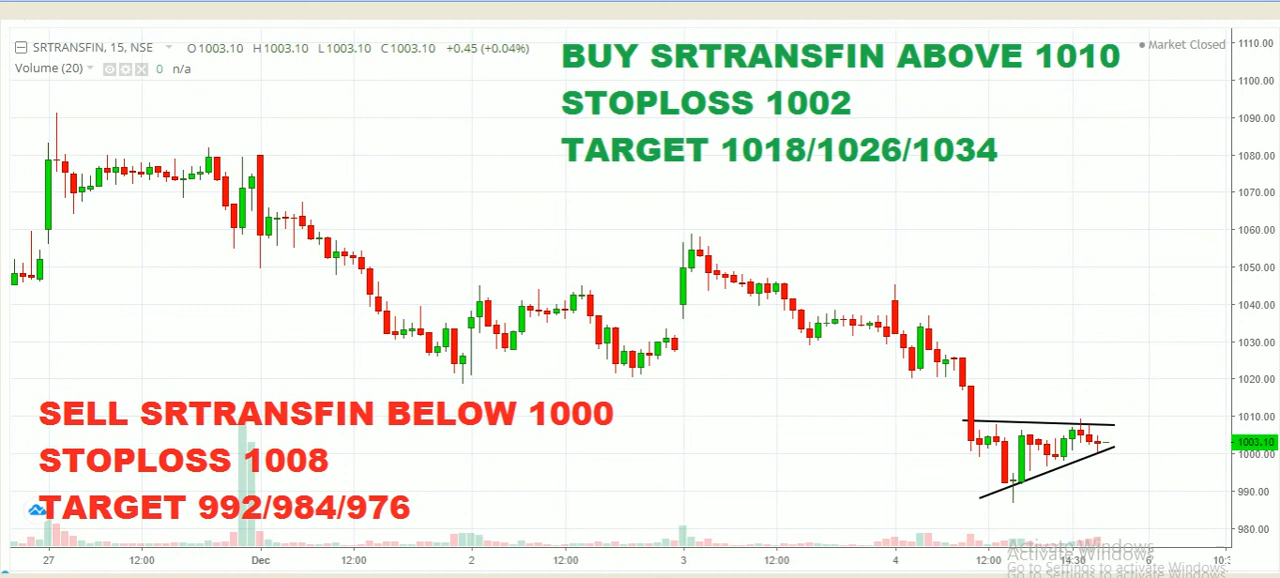 SRTRANSFIN, 15, NSE O1003.10 H1003.10 L1003.10 C1003.10 +0.45 (+0.04%)
Volume (20) 0 n/a
Market Closed
BUY SRTRANSFIN ABOVE 1010
STOPLOSS 1002
TARGET 1018/1026/1034
SELL SRTRANSFIN BELOW 1000
STOPLOSS 1008
TARGET 992/984/976
1110.00
1100.00
1090.00
1080.00
1070.00
1060.00
1050.00
1040.00
1030.00
1020.00
1010.00
1003.10
1000.00
990.00
980.00
Activate Windows
Go to Settings to activate Windows.
27 12:00 Dec 12:00 2 12:00 3 12:00 4 12:00 14:30 10:3